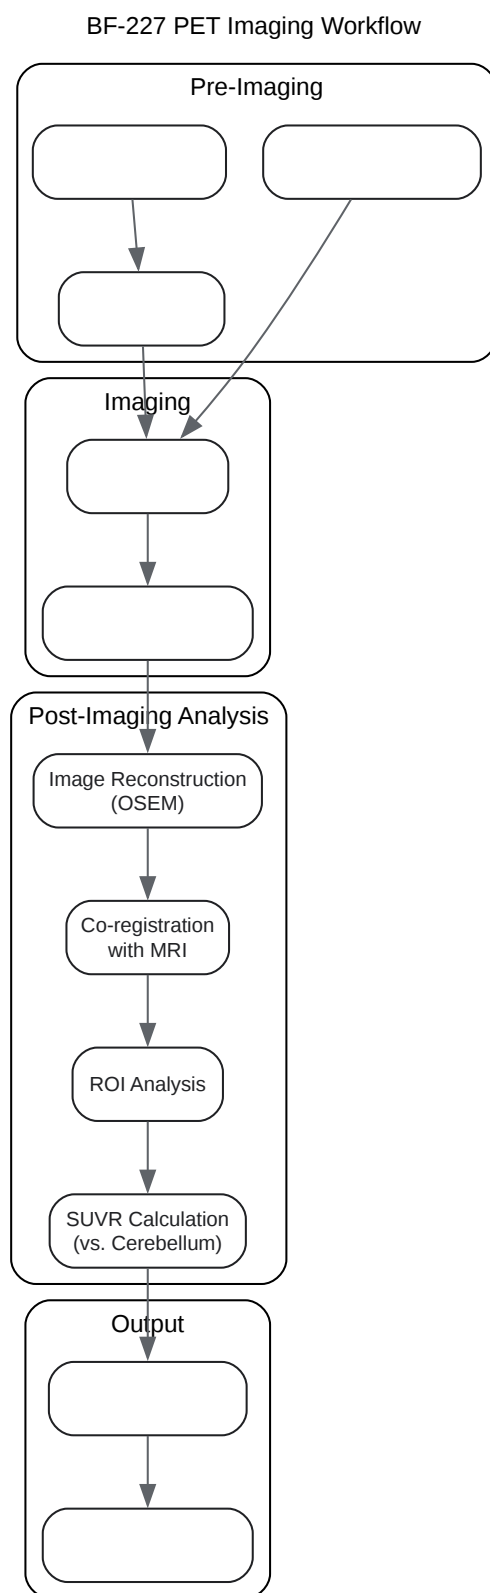 BF-227 PET Imaging Workflow
Pre-Imaging
Imaging
Post-Imaging Analysis
Image Reconstruction
(OSEM)
Co-registration
with MRI
ROI Analysis
SUVR Calculation
(vs. Cerebellum)
Output